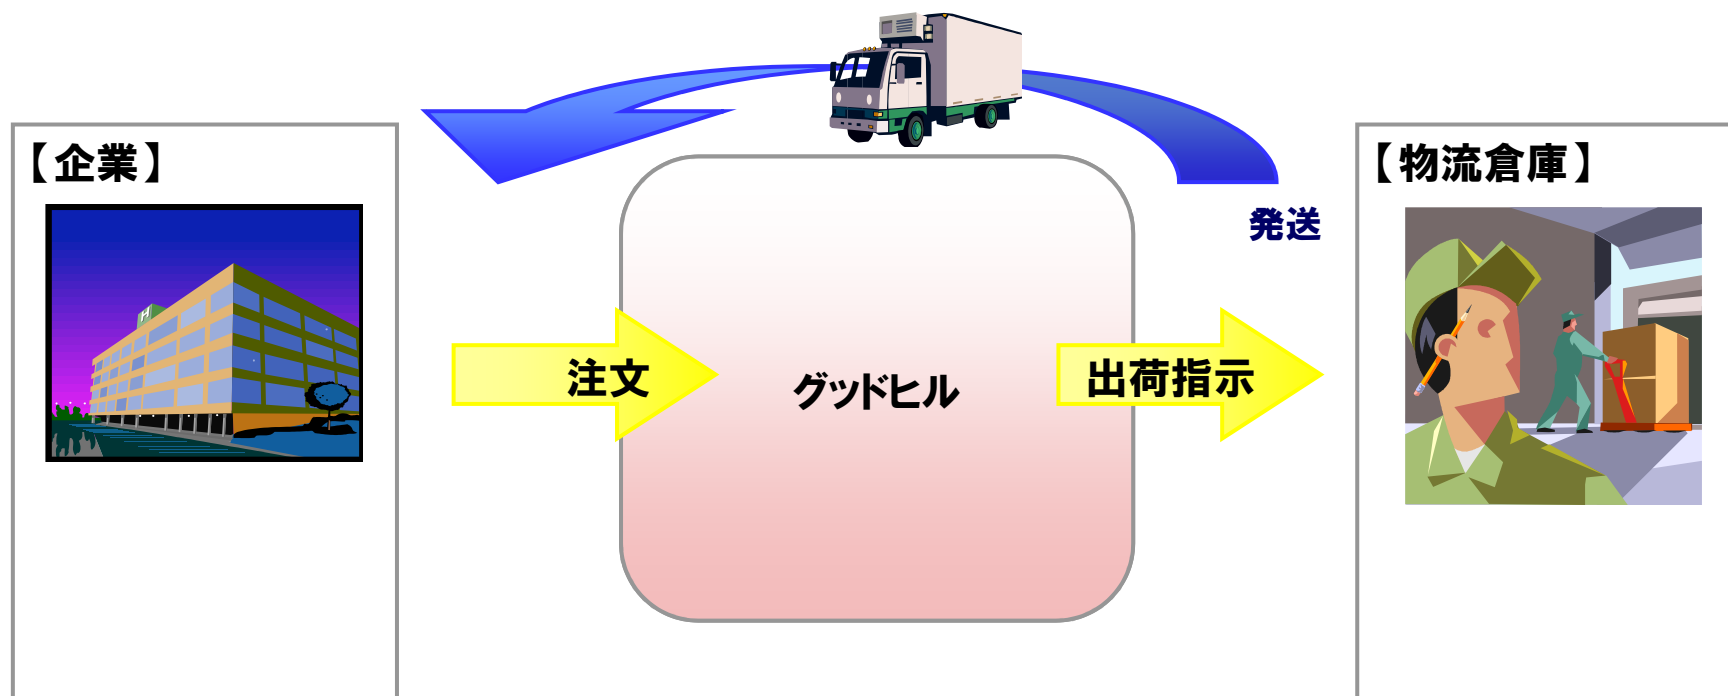 【企業】
【物流倉庫】
発送
H
注文
グッドヒル
出荷指示